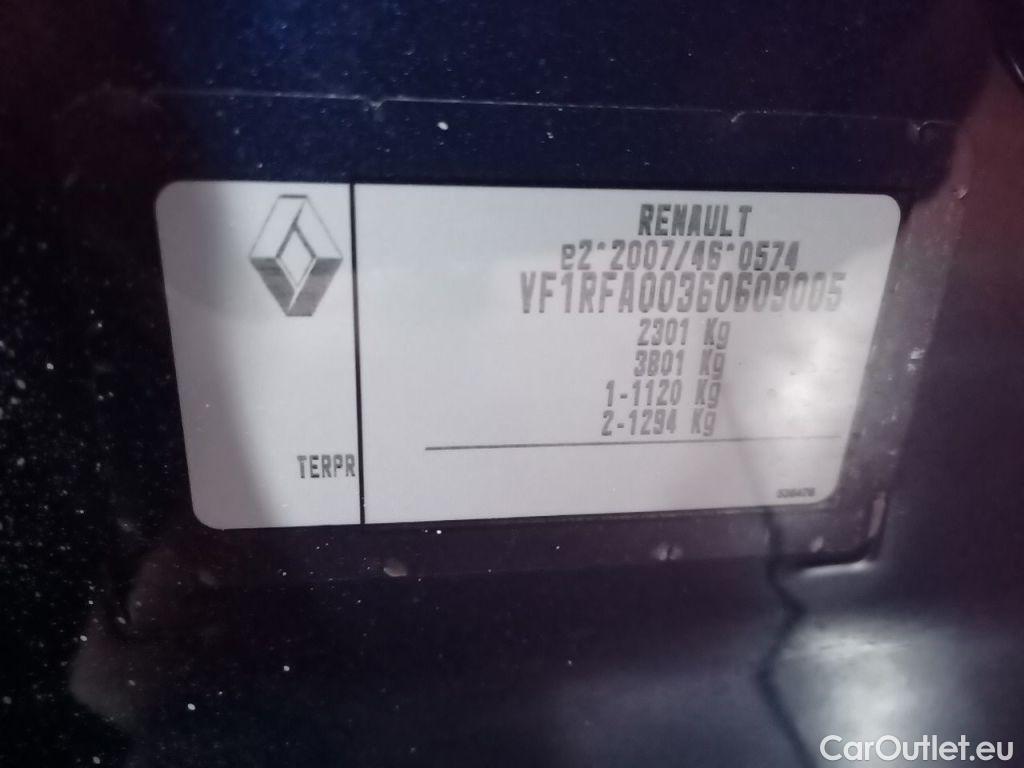 RENAULT
e2*2007/46*0574
VF1RFA00360609005
2301 Kg
3801 Kg
1-1120 Kg
2-1294 Kg
TERPR
CarOutlet.eu